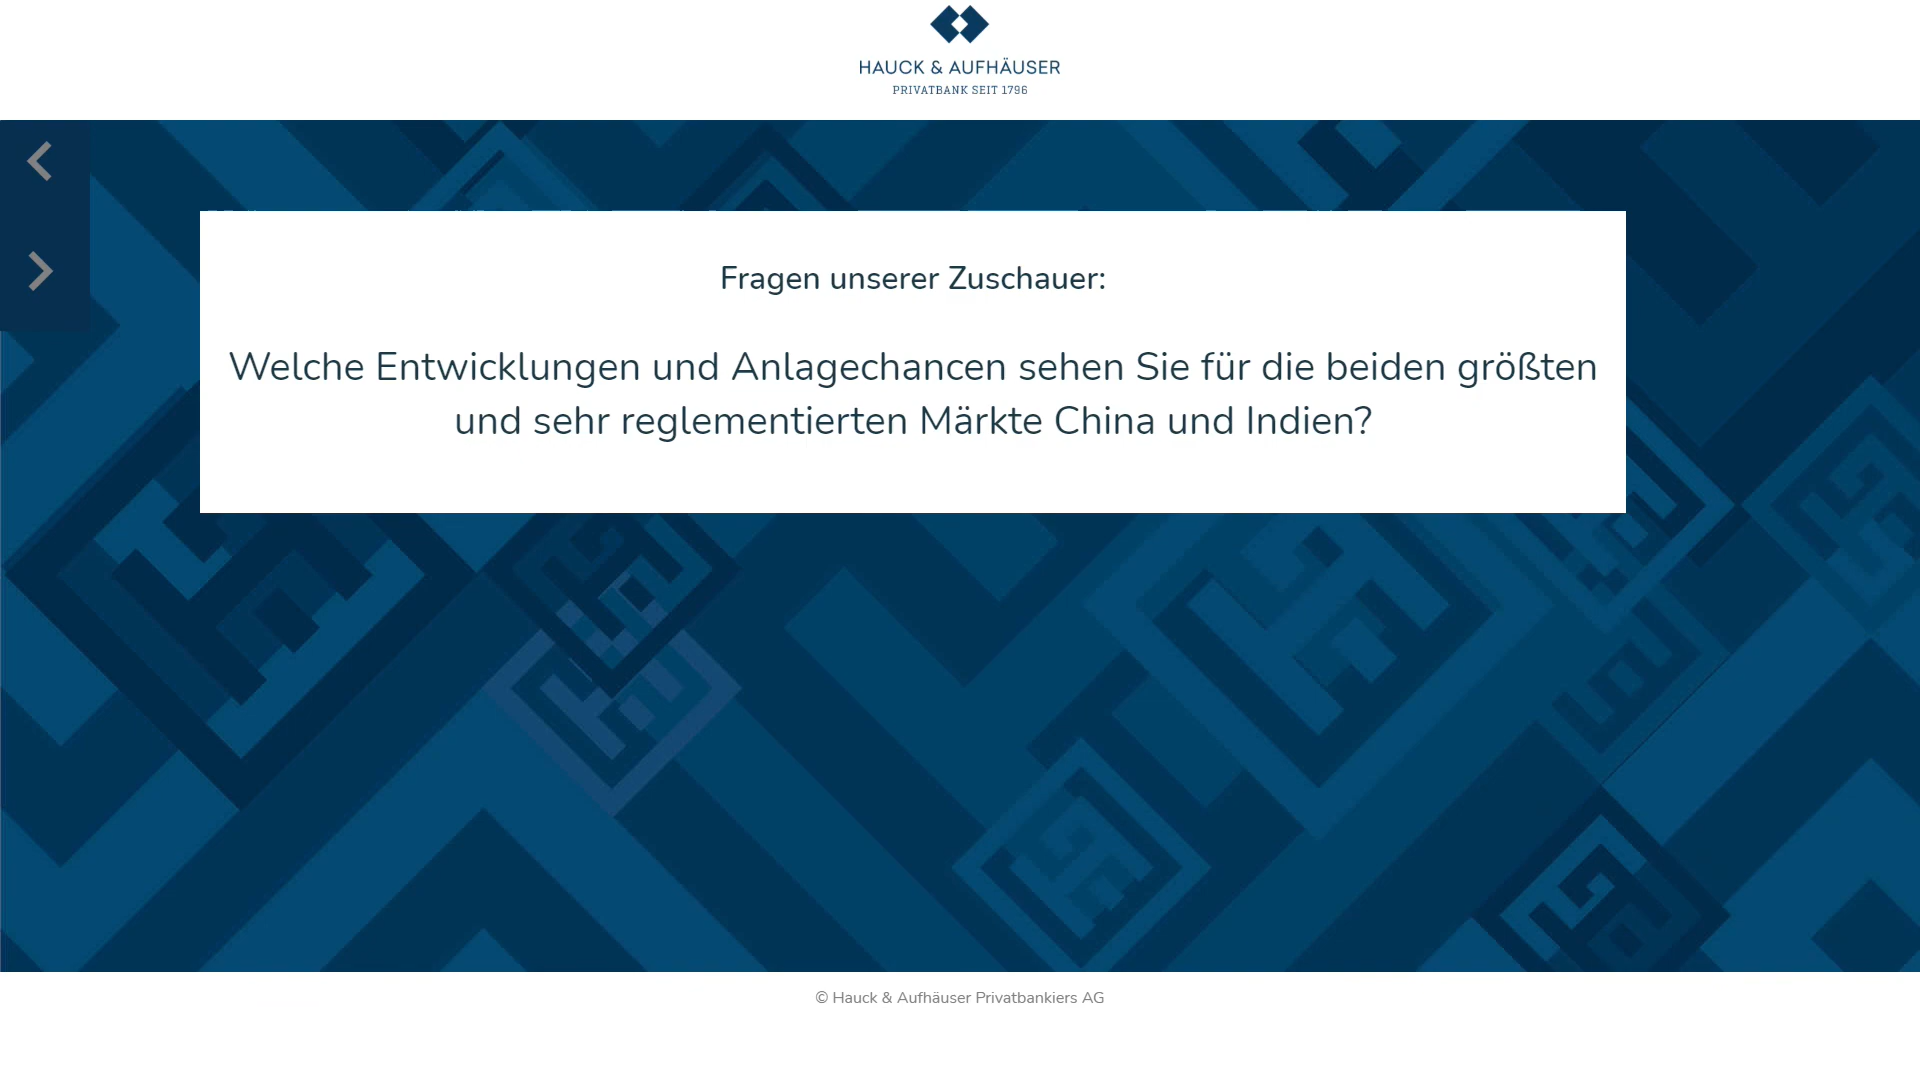 HAUCK & AUFHÄUSER
PRIVATBANK SEIT 1796
Fragen unserer Zuschauer:
Welche Entwicklungen und Anlagechancen sehen Sie für die beiden größten
und sehr reglementierten Märkte China und Indien?
© Hauck & Aufhäuser Privatbankiers AG